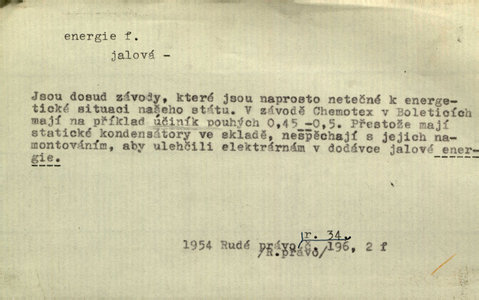 energie f.
jalová -
Jsou dosud závody, které jsou naprosto netečné k energe-
tické situaci našeho státu. V závodě Chemotex v Boleticích
mají na příklad účiník pouhých 0,45 -0,5. Přestože mají
statické kondensátory ve skladě, nespěchají s jejich na-
montováním, aby ulehčili elektrárnám v dodávce jalové ener-
gie.
r. 34.
1954 Rudé právo/č. 196, 2 f
/R.právo/